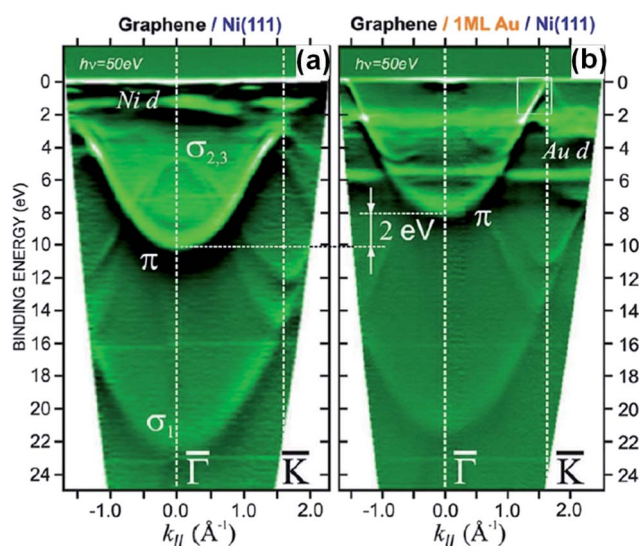 Graphene / Ni(111)
Graphene / 1ML Au / Ni(111)
hν=50eV
(a)
hν=50eV
(b)
BINDING ENERGY (eV)
0
2
4
6
8
10
12
14
16
18
20
22
24
Ni d
σ2,3
π
σ1
Γ̅
K̅
-1.0
0.0
1.0
2.0
k// (Å-1)
Au d
π
2 eV
Γ̅
K̅
-1.0
0.0
1.0
2.0
k// (Å-1)
0
2
4
6
8
10
12
14
16
18
20
22
24